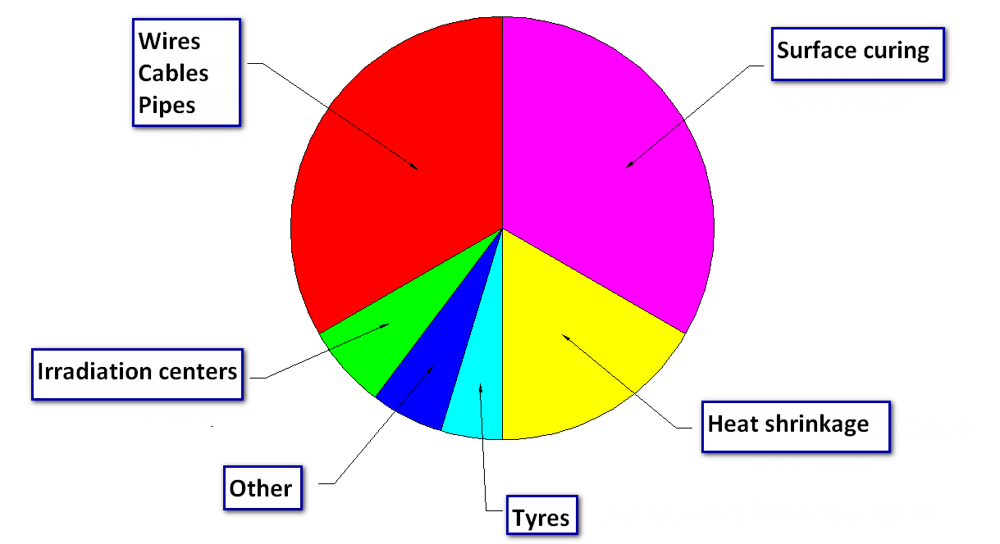 Wires
Cables
Pipes
Surface curing
Irradiation centers
Heat shrinkage
Other
Tyres